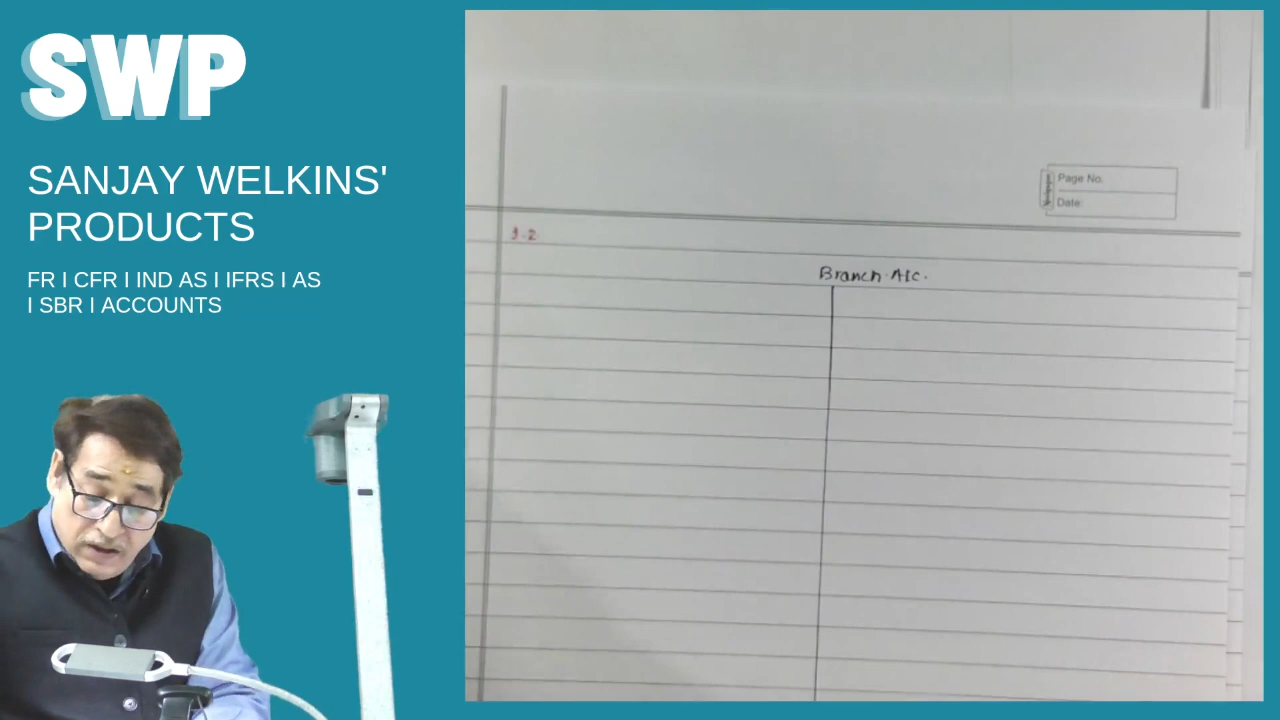 SWP
SANJAY WELKINS'
PRODUCTS
FR I CFR I IND AS I IFRS I AS
I SBR I ACCOUNTS
Page No.
Date:
9.2
Branch A/c.